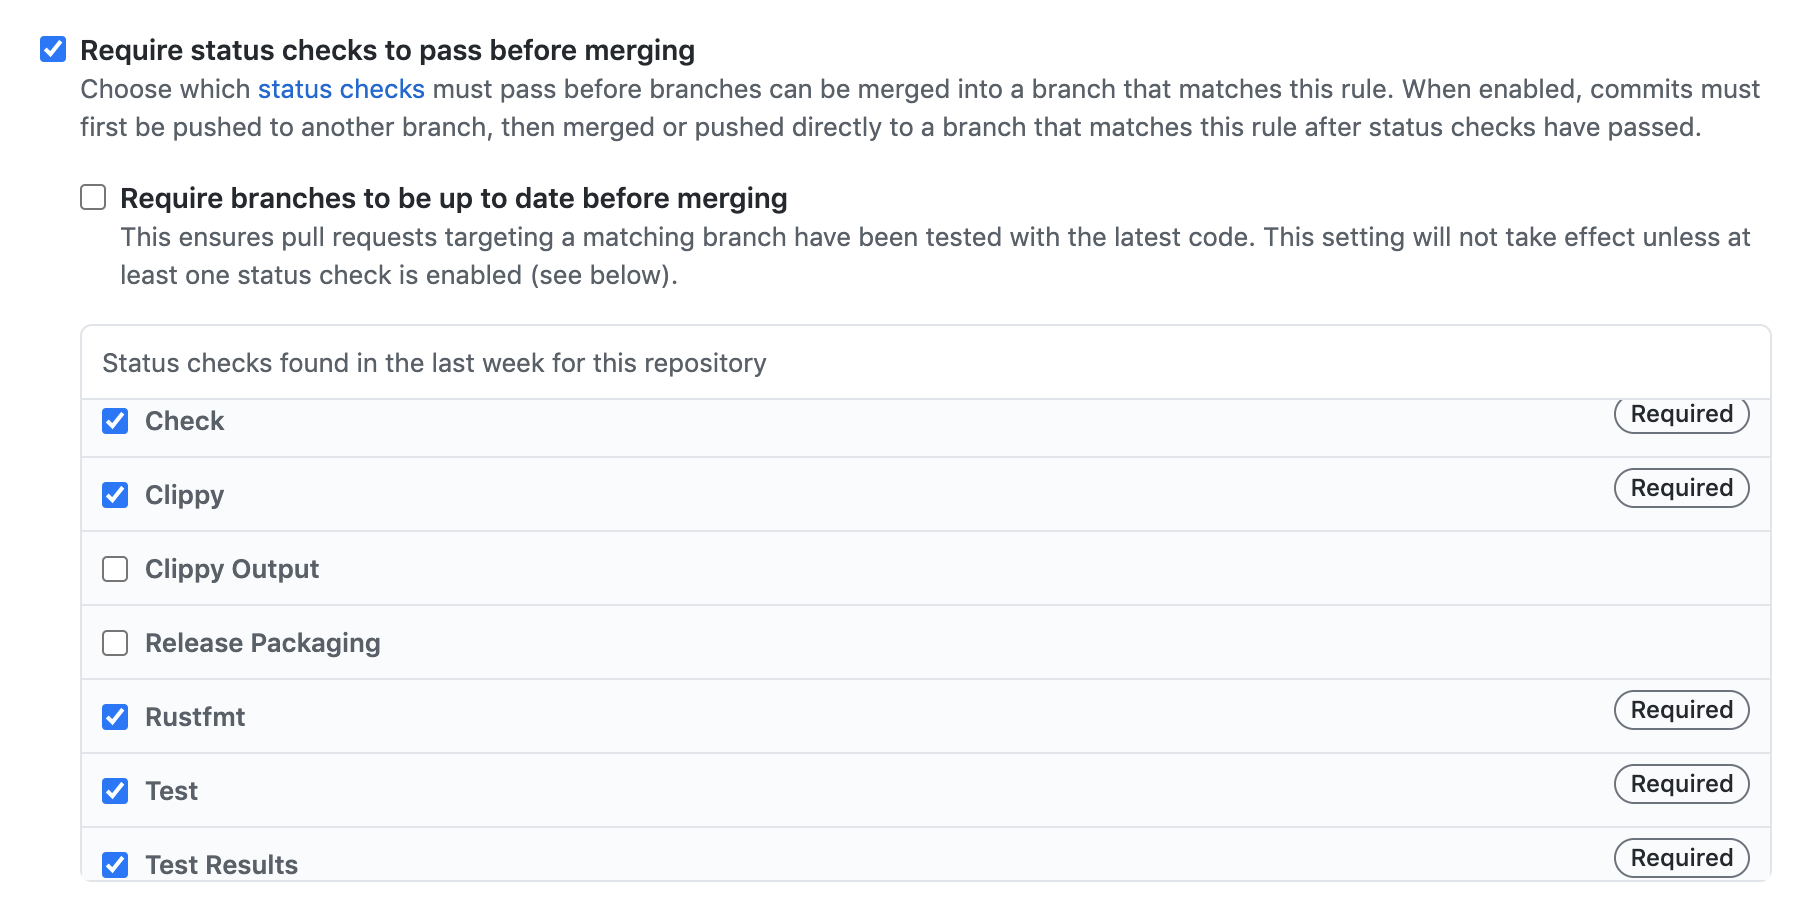 Require status checks to pass before merging
Choose which status checks must pass before branches can be merged into a branch that matches this rule. When enabled, commits must
first be pushed to another branch, then merged or pushed directly to a branch that matches this rule after status checks have passed.
Require branches to be up to date before merging
This ensures pull requests targeting a matching branch have been tested with the latest code. This setting will not take effect unless at
least one status check is enabled (see below).
Status checks found in the last week for this repository
Check Required
Clippy Required
Clippy Output
Release Packaging
Rustfmt Required
Test Required
Test Results Required